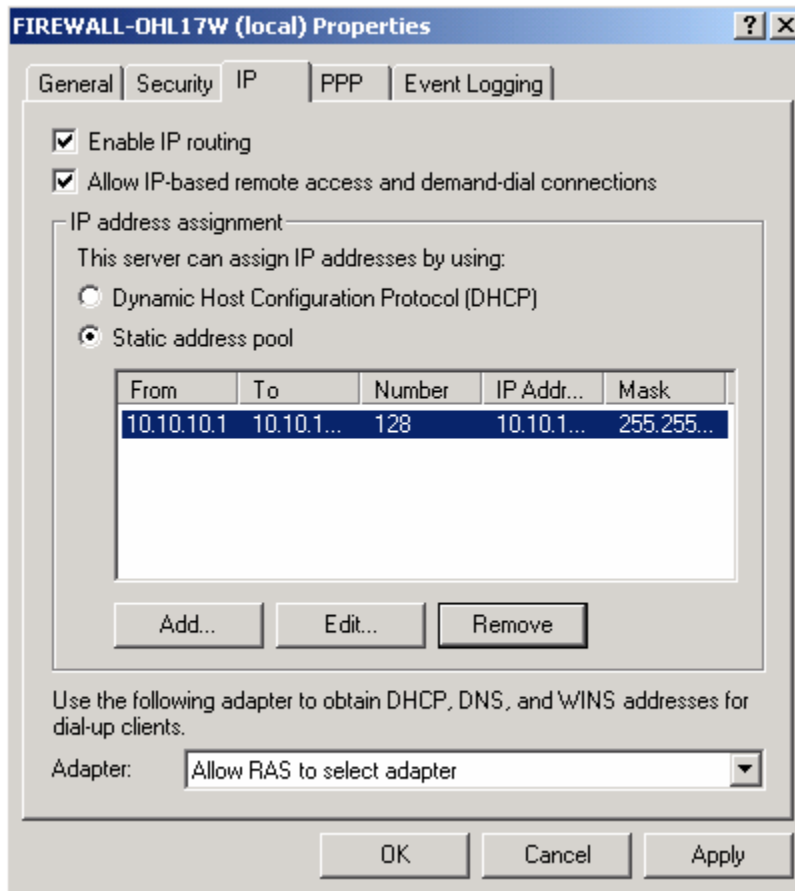 FIREWALL-OHL17W (local) Properties
General Security IP PPP Event Logging
Enable IP routing
Allow IP-based remote access and demand-dial connections
IP address assignment
This server can assign IP addresses by using:
Dynamic Host Configuration Protocol (DHCP)
Static address pool
From To Number IP Addr... Mask
10.10.10.1 10.10.1... 128 10.10.1... 255.255...
Add... Edit... Remove
Use the following adapter to obtain DHCP, DNS, and WINS addresses for
dial-up clients.
Adapter: Allow RAS to select adapter
OK Cancel Apply